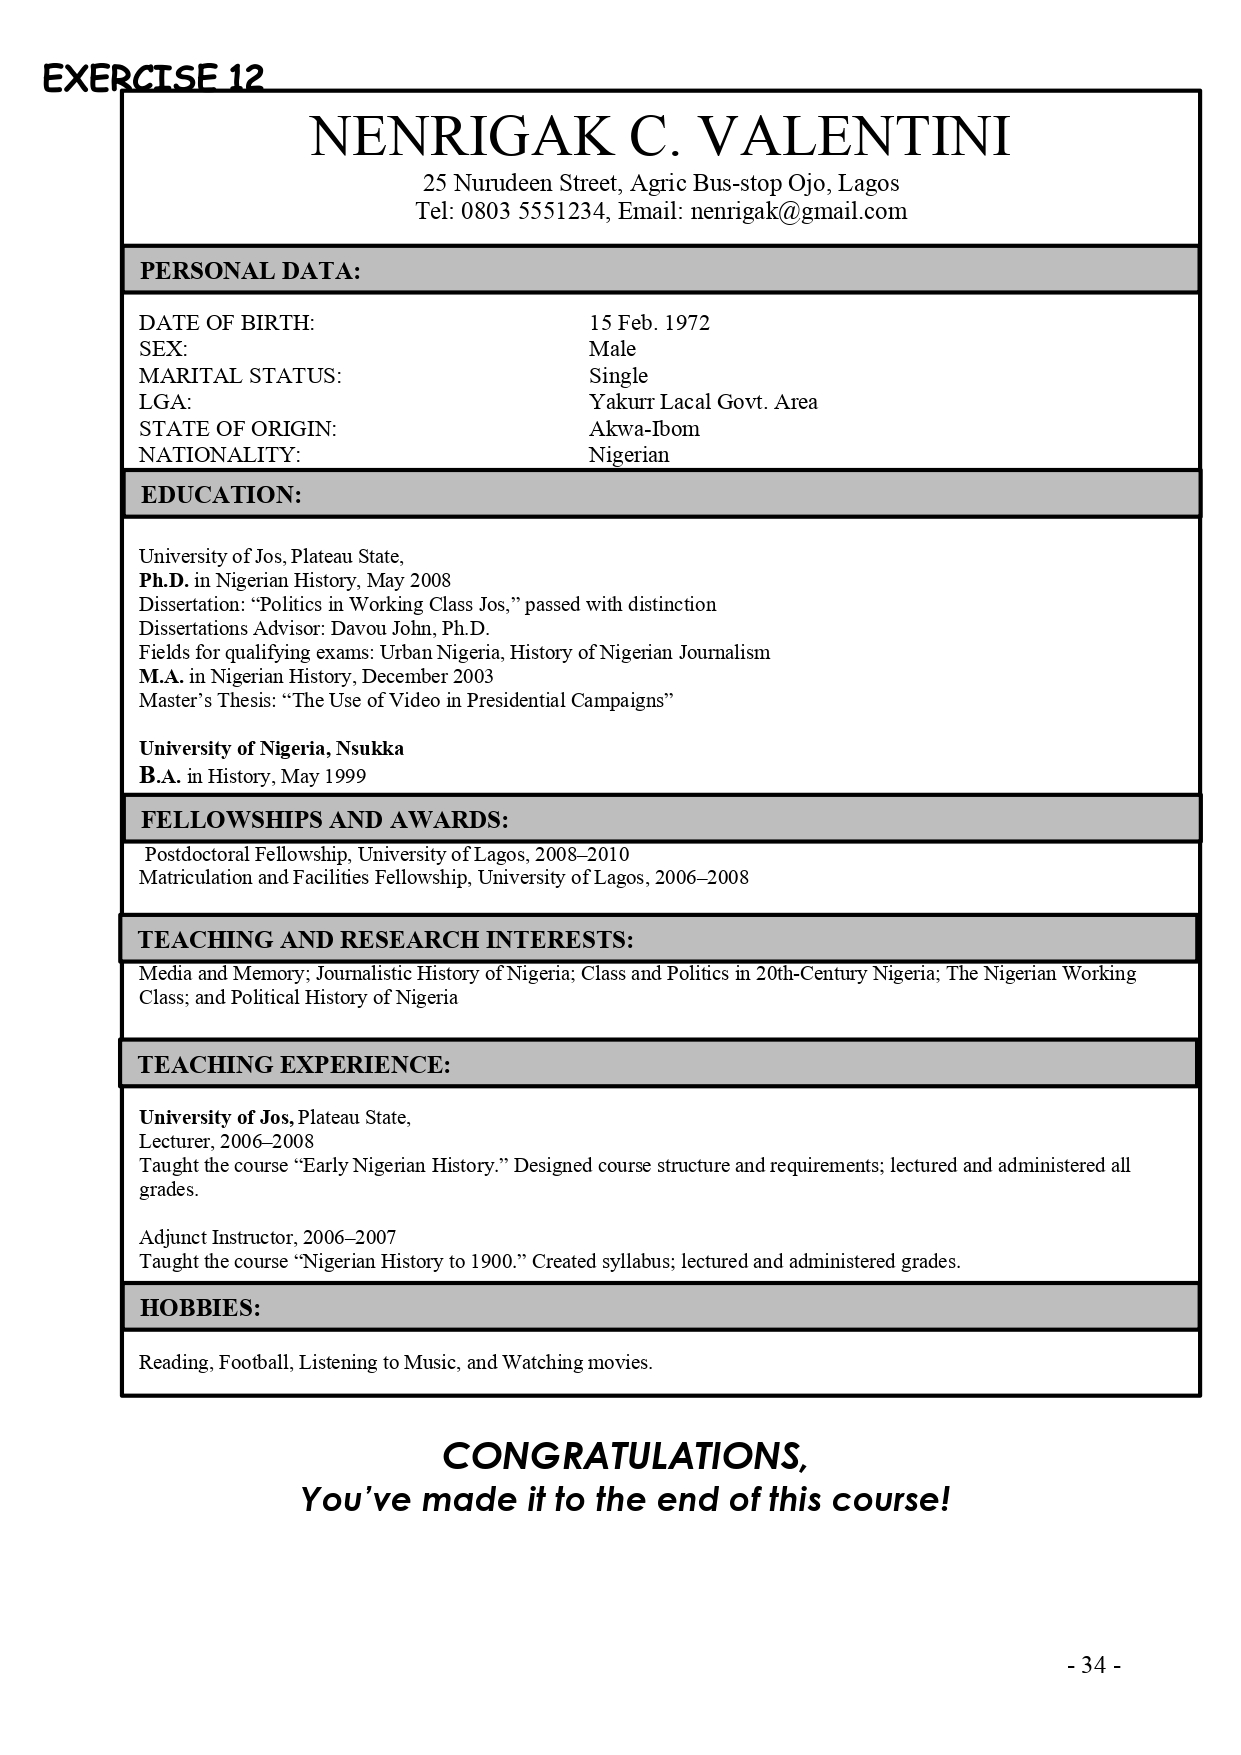 EXERCISE 12
NENRIGAK C. VALENTINI
25 Nurudeen Street, Agric Bus-stop Ojo, Lagos
Tel: 0803 5551234, Email: nenrigak@gmail.com
PERSONAL DATA:
DATE OF BIRTH: 15 Feb. 1972
SEX: Male
MARITAL STATUS: Single
LGA: Yakurr Lacal Govt. Area
STATE OF ORIGIN: Akwa-Ibom
NATIONALITY: Nigerian
EDUCATION:
University of Jos, Plateau State,
Ph.D. in Nigerian History, May 2008
Dissertation: “Politics in Working Class Jos,” passed with distinction
Dissertations Advisor: Davou John, Ph.D.
Fields for qualifying exams: Urban Nigeria, History of Nigerian Journalism
M.A. in Nigerian History, December 2003
Master’s Thesis: “The Use of Video in Presidential Campaigns”
University of Nigeria, Nsukka
B.A. in History, May 1999
FELLOWSHIPS AND AWARDS:
Postdoctoral Fellowship, University of Lagos, 2008–2010
Matriculation and Facilities Fellowship, University of Lagos, 2006–2008
TEACHING AND RESEARCH INTERESTS:
Media and Memory; Journalistic History of Nigeria; Class and Politics in 20th-Century Nigeria; The Nigerian Working
Class; and Political History of Nigeria
TEACHING EXPERIENCE:
University of Jos, Plateau State,
Lecturer, 2006–2008
Taught the course “Early Nigerian History.” Designed course structure and requirements; lectured and administered all
grades.
Adjunct Instructor, 2006–2007
Taught the course “Nigerian History to 1900.” Created syllabus; lectured and administered grades.
HOBBIES:
Reading, Football, Listening to Music, and Watching movies.
CONGRATULATIONS,
You’ve made it to the end of this course!
- 34 -